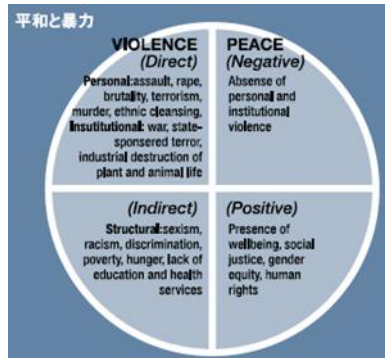 平和と暴力
VIOLENCE
(Direct)
Personal:assault, rape,
brutality, terrorism,
murder, ethnic cleansing,
Insutitutional: war, state-
sponsered terror,
industrial destruction of
plant and animal life
PEACE
(Negative)
Absence of
personal and
institutional
violence
(Indirect)
Structural:sexism,
racism, discrimination,
poverty, hunger, lack of
education and health
services
(Positive)
Presence of
wellbeing, social
justice, gender
equity, human
rights